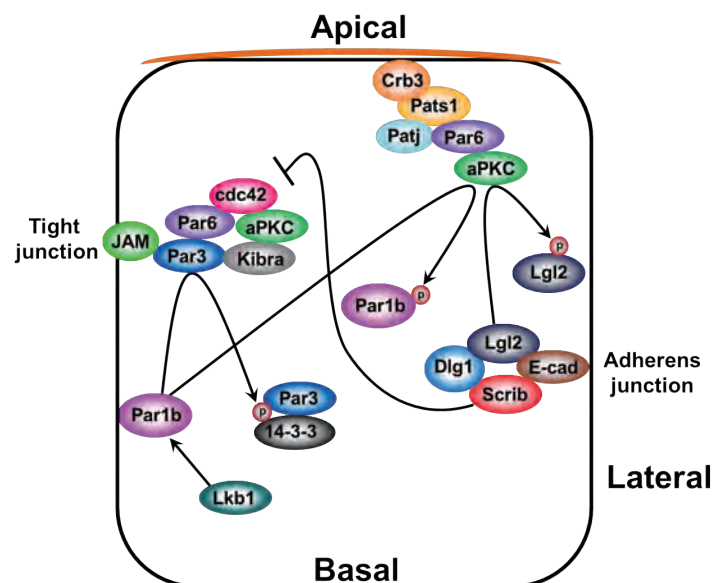 Apical
Crb3
Pats1
Patj
Par6
aPKC
cdc42
Par6
aPKC
Tight
junction
JAM
Par3
Kibra
p
Lgl2
Par1b
p
Lgl2
Dlg1
E-cad
Scrib
Adherens
junction
Par1b
p
Par3
14-3-3
Lkb1
Lateral
Basal